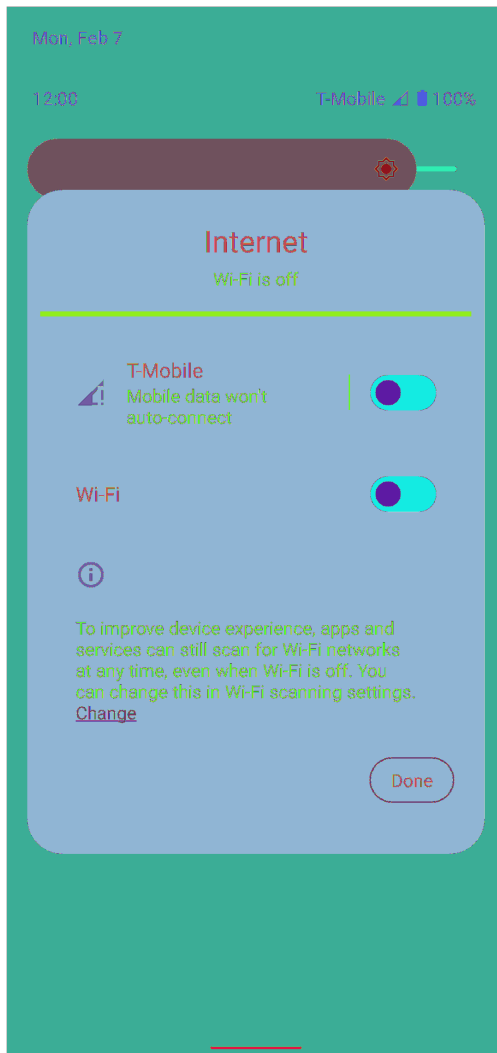 Mon, Feb 7
12:00 T-Mobile 100%
Internet
Wi-Fi is off
T-Mobile
Mobile data won't
auto-connect
Wi-Fi
To improve device experience, apps and
services can still scan for Wi-Fi networks
at any time, even when Wi-Fi is off. You
can change this in Wi-Fi scanning settings.
Change
Done